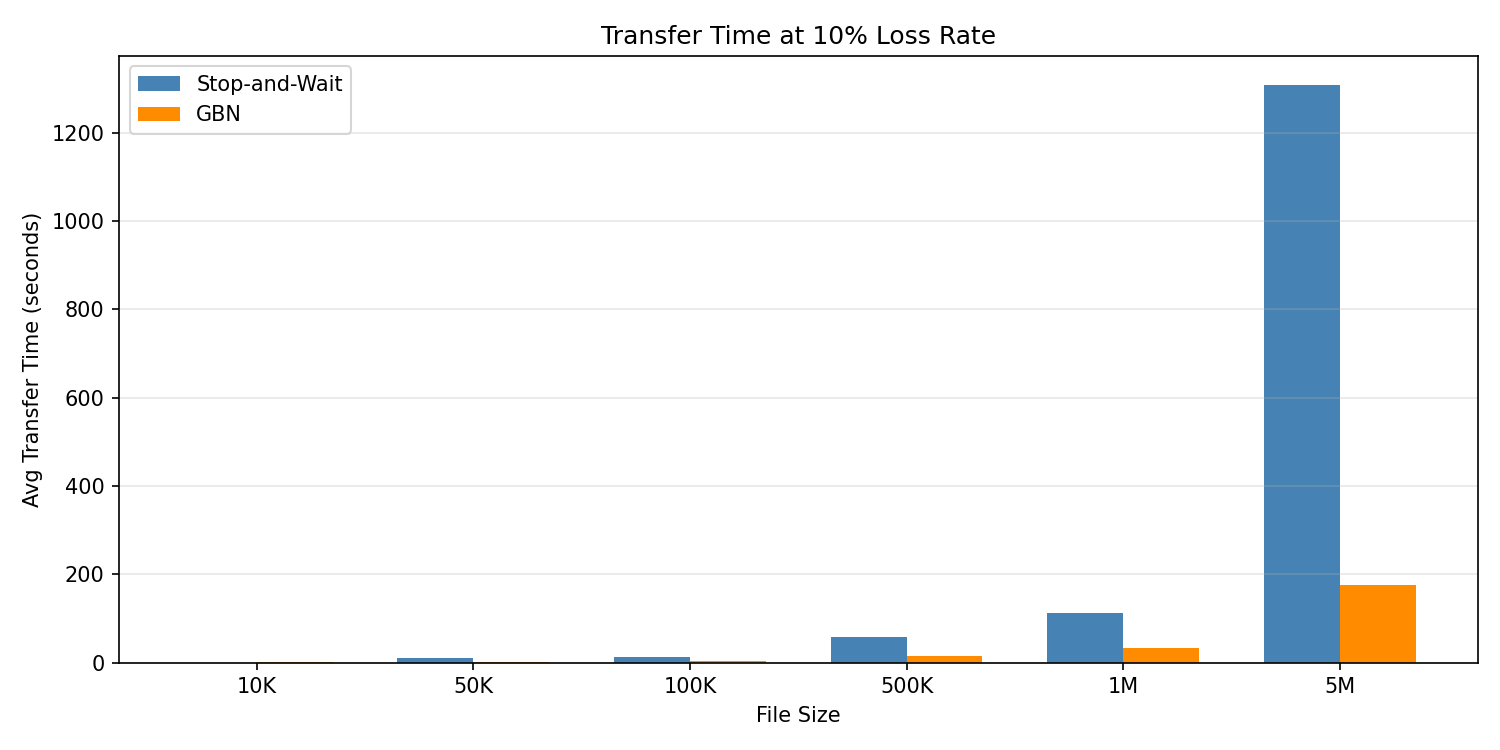 Transfer Time at 10% Loss Rate
Stop-and-Wait
GBN
Avg Transfer Time (seconds)
1200
1000
800
600
400
200
0
10K 50K 100K 500K 1M 5M
File Size